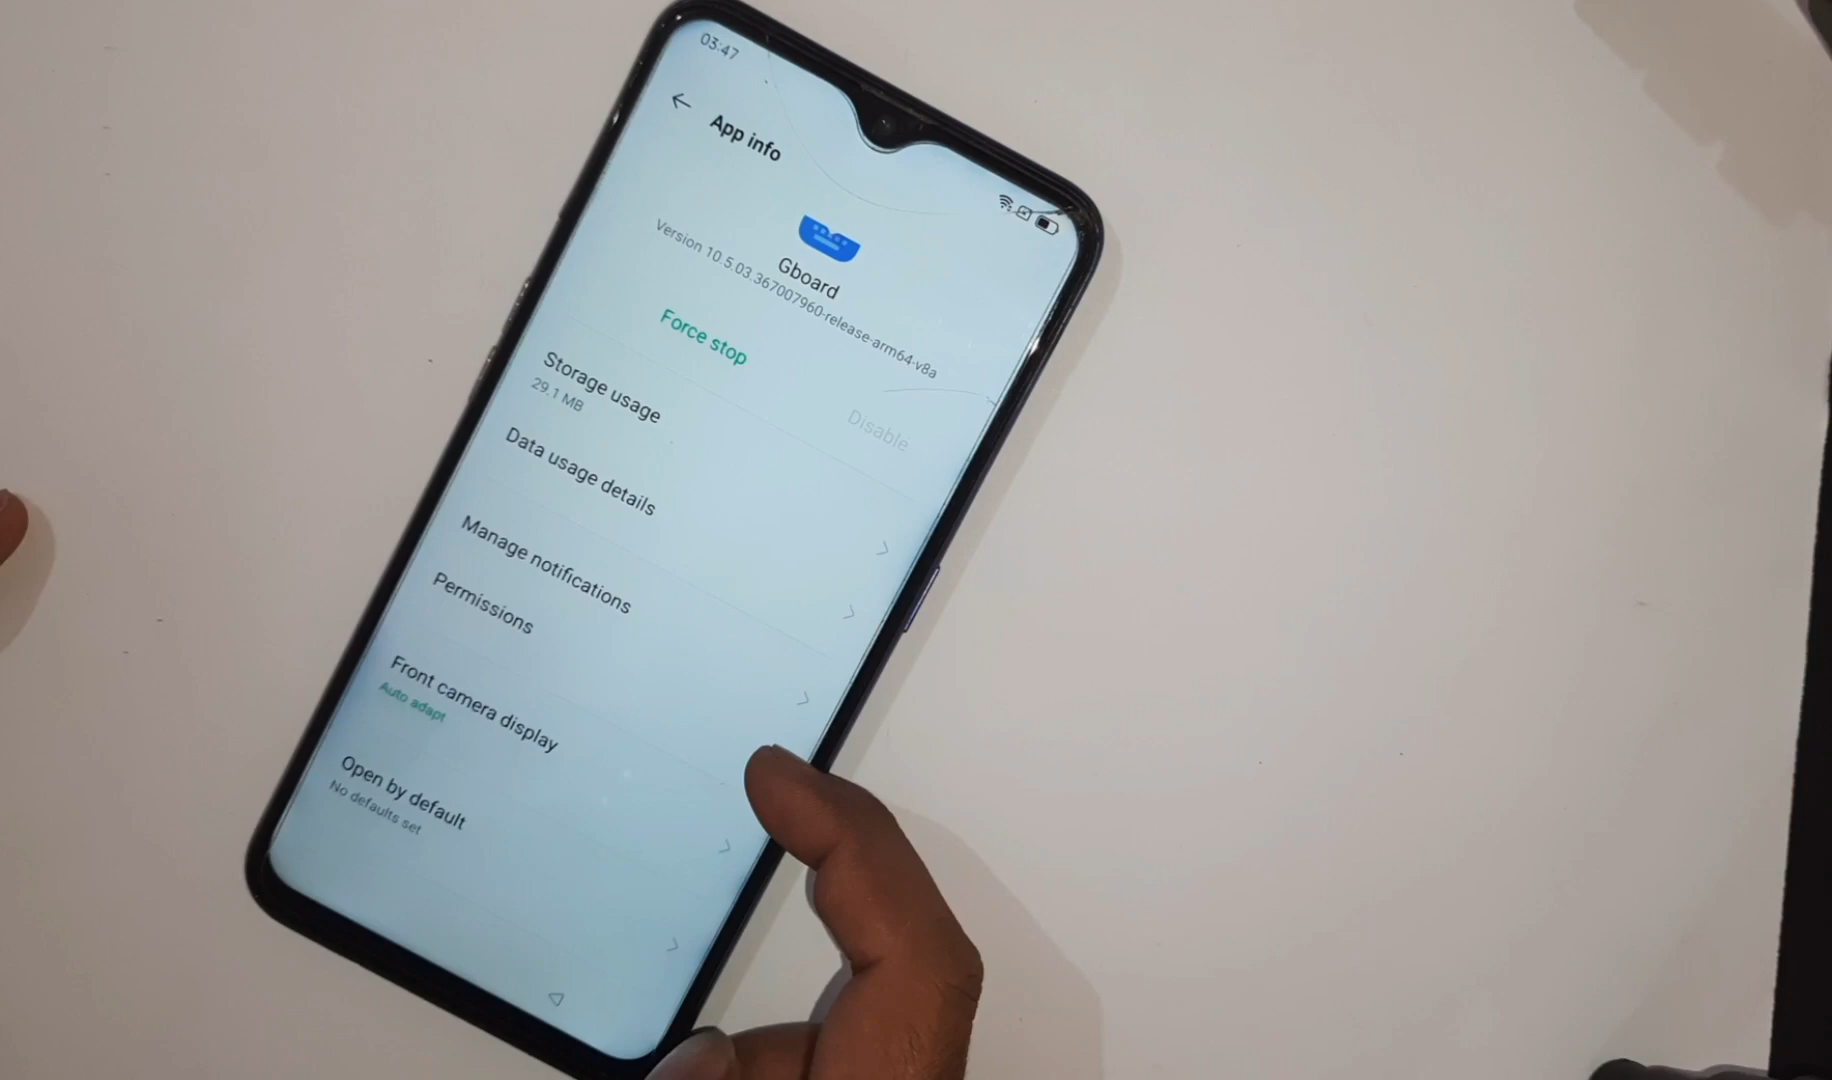 03:47
App info
Gboard
Version 10.5.03.367007960-release-arm64-v8a
Force stop
Disable
Storage usage
29.1 MB
Data usage details
Manage notifications
Permissions
Front camera display
Auto adapt
Open by default
No defaults set